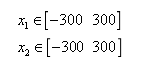 x₁ ∈ [−300 300]
x₂ ∈ [−300 300]